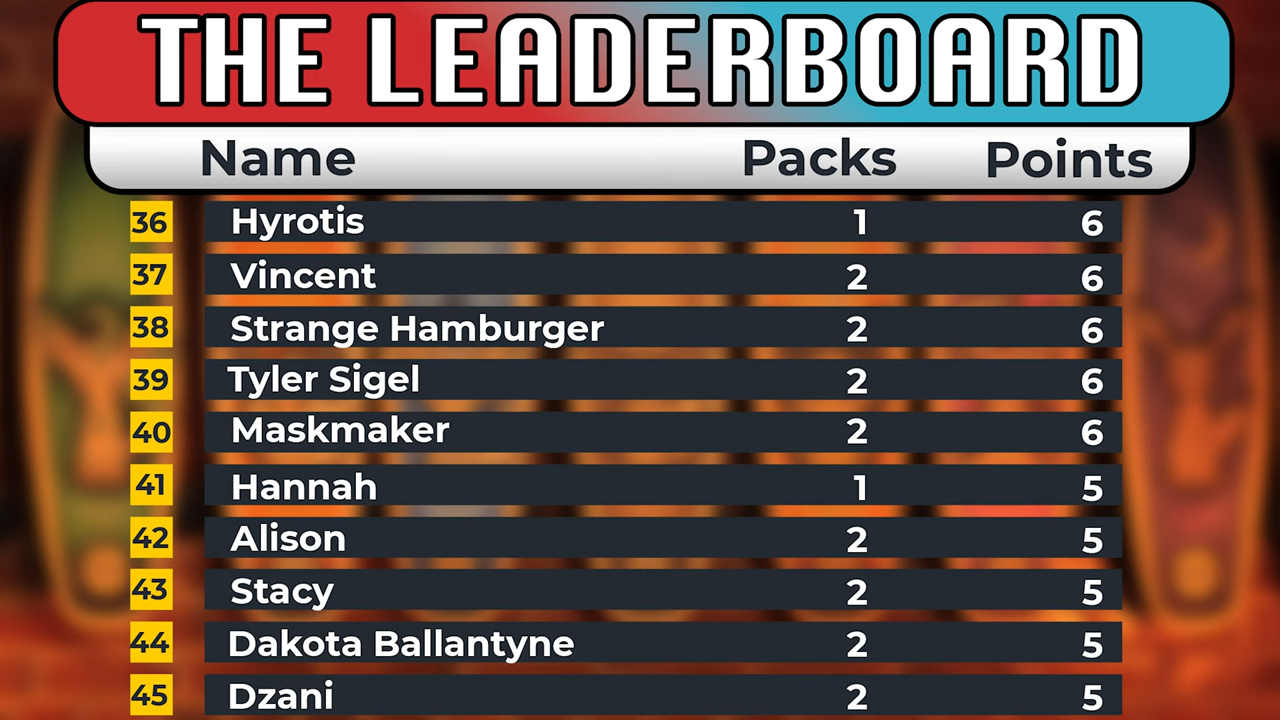 THE LEADERBOARD
Name Packs Points
36 Hyrotis 1 6
37 Vincent 2 6
38 Strange Hamburger 2 6
39 Tyler Sigel 2 6
40 Maskmaker 2 6
41 Hannah 1 5
42 Alison 2 5
43 Stacy 2 5
44 Dakota Ballantyne 2 5
45 Dzani 2 5